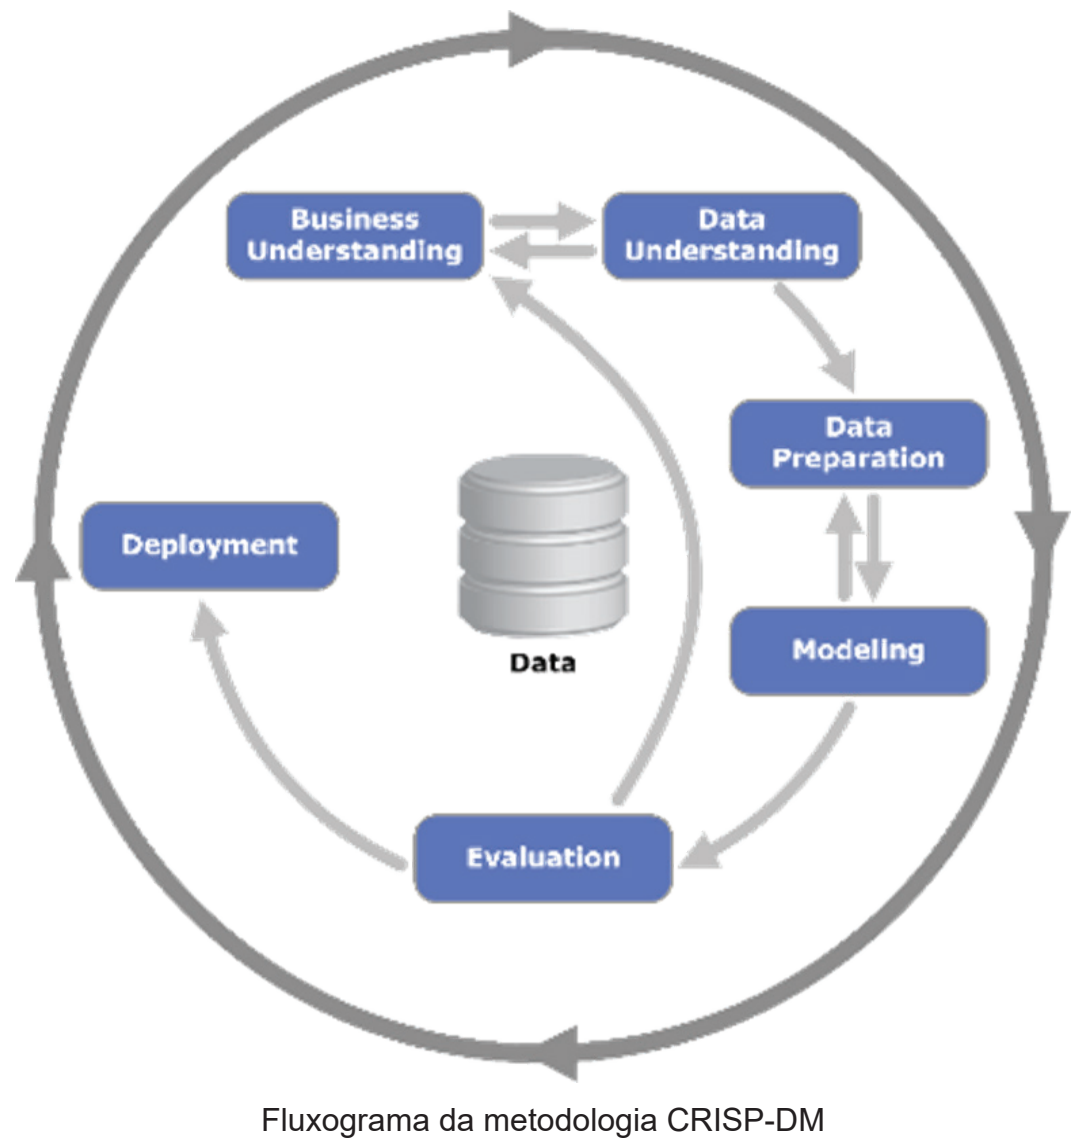 Business
Understanding
Data
Understanding
Data
Preparation
Deployment
Modeling
Data
Evaluation
Fluxograma da metodologia CRISP-DM